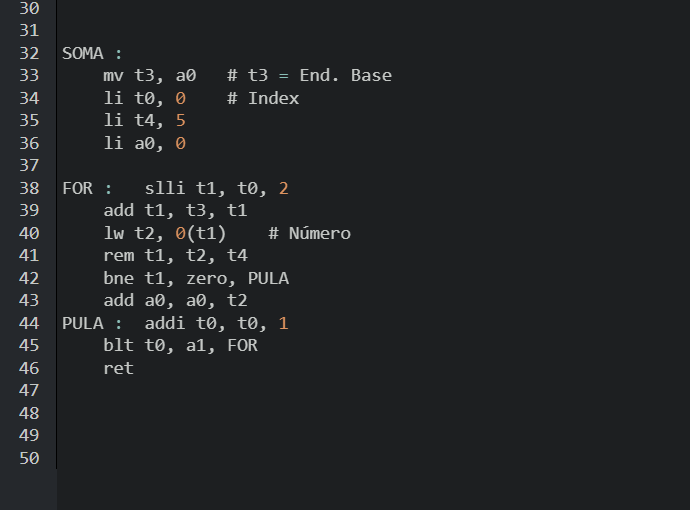 30
31
32 SOMA :
33     mv t3, a0   # t3 = End. Base
34     li t0, 0    # Index
35     li t4, 5
36     li a0, 0
37
38 FOR :   slli t1, t0, 2
39     add t1, t3, t1
40     lw t2, 0(t1)    # Número
41     rem t1, t2, t4
42     bne t1, zero, PULA
43     add a0, a0, t2
44 PULA :  addi t0, t0, 1
45     blt t0, a1, FOR
46     ret
47
48
49
50